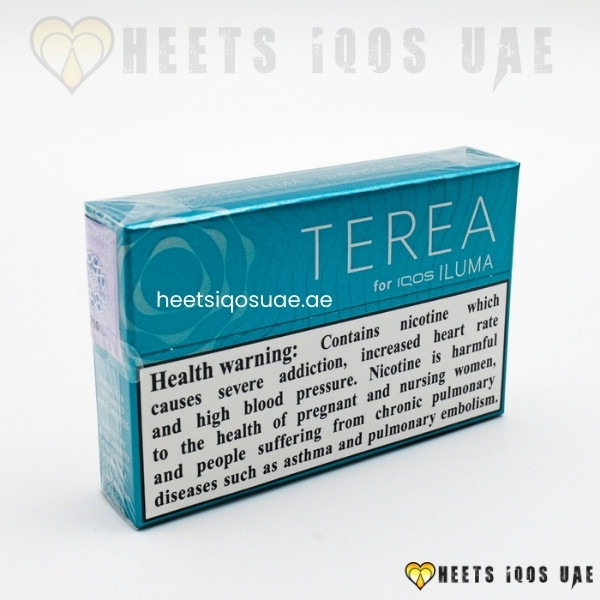 HEETS iQOS UAE
TEREA
for IQOS ILUMA
heetsiqosuae.ae
Health warning: Contains nicotine which
causes severe addiction, increased heart rate
and high blood pressure. Nicotine is harmful
to the health of pregnant and nursing women,
and people suffering from chronic pulmonary
diseases such as asthma and pulmonary embolism.
HEETS iQOS UAE